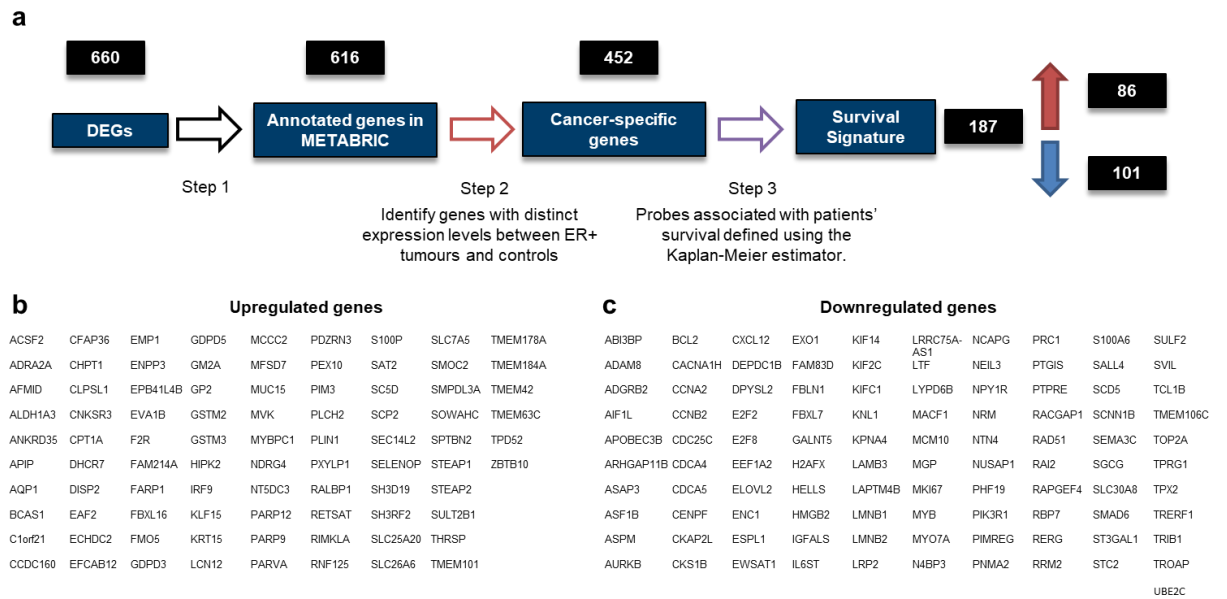 a
660 616 452
DEGs Annotated genes in METABRIC Cancer-specific genes Survival Signature 187 86 101
Step 1 Step 2 Step 3
Identify genes with distinct Probes associated with patients'
expression levels between ER+ survival defined using the
tumours and controls Kaplan-Meier estimator.
b Upregulated genes
ACSF2 CFAP36 EMP1 GDPD5 MCCC2 PDZRN3 S100P SLC7A5 TMEM178A
ADRA2A CHPT1 ENPP3 GM2A MFSD7 PEX10 SAT2 SMOC2 TMEM184A
AFMID CLPSL1 EPB41L4B GP2 MUC15 PIM3 SC5D SMPDL3A TMEM42
ALDH1A3 CNKSR3 EVA1B GSTM2 MVK PLCH2 SCP2 SOWAHC TMEM63C
ANKRD35 CPT1A F2R GSTM3 MYBPC1 PLIN1 SEC14L2 SPTBN2 TPD52
APIP DHCR7 FAM214A HIPK2 NDRG4 PXYLP1 SELENOP STEAP1 ZBTB10
AQP1 DISP2 FARP1 IRF9 NT5DC3 RALBP1 SH3D19 STEAP2
BCAS1 EAF2 FBXL16 KLF15 PARP12 RETSAT SH3RF2 SULT2B1
C1orf21 ECHDC2 FMO5 KRT15 PARP9 RIMKLA SLC25A20 THRSP
CCDC160 EFCAB12 GDPD3 LCN12 PARVA RNF125 SLC26A6 TMEM101
c Downregulated genes
ABI3BP BCL2 CXCL12 EXO1 KIF14 LRRC75A-AS1 NCAPG PRC1 S100A6 SULF2
ADAM8 CACNA1H DEPDC1B FAM83D KIF2C LTF NEIL3 PTGIS SALL4 SVIL
ADGRB2 CCNA2 DPYSL2 FBLN1 KIFC1 LYPD6B NPY1R PTPRE SCD5 TCL1B
AIF1L CCNB2 E2F2 FBXL7 KNL1 MACF1 NRM RACGAP1 SCNN1B TMEM106C
APOBEC3B CDC25C E2F8 GALNT5 KPNA4 MCM10 NTN4 RAD51 SEMA3C TOP2A
ARHGAP11B CDCA4 EEF1A2 H2AFX LAMB3 MGP NUSAP1 RAI2 SGCG TPRG1
ASAP3 CDCA5 ELOVL2 HELLS LAPTM4B MKI67 PHF19 RAPGEF4 SLC30A8 TPX2
ASF1B CENPF ENC1 HMGB2 LMNB1 MYB PIK3R1 RBP7 SMAD6 TRERF1
ASPM CKAP2L ESPL1 IGFALS LMNB2 MYO7A PIMREG RERG ST3GAL1 TRIB1
AURKB CKS1B EWSAT1 IL6ST LRP2 N4BP3 PNMA2 RRM2 STC2 TROAP
UBE2C